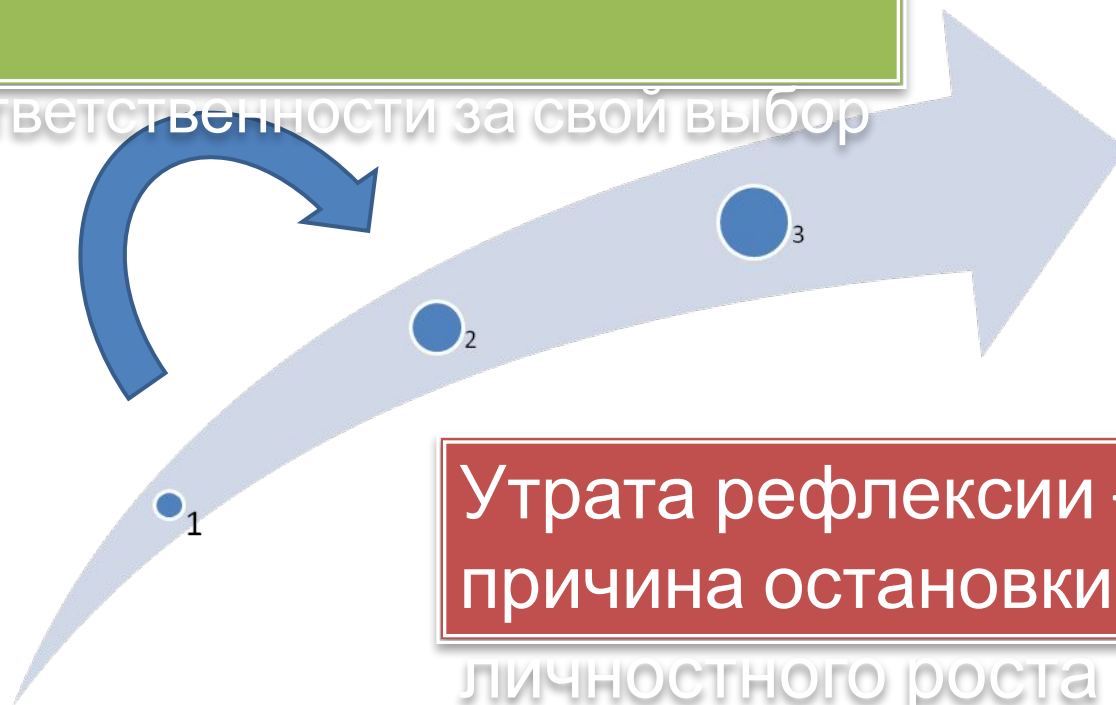 тветственности за свой выбор
3
2
1
Утрата рефлексии -
причина остановки
личностного роста